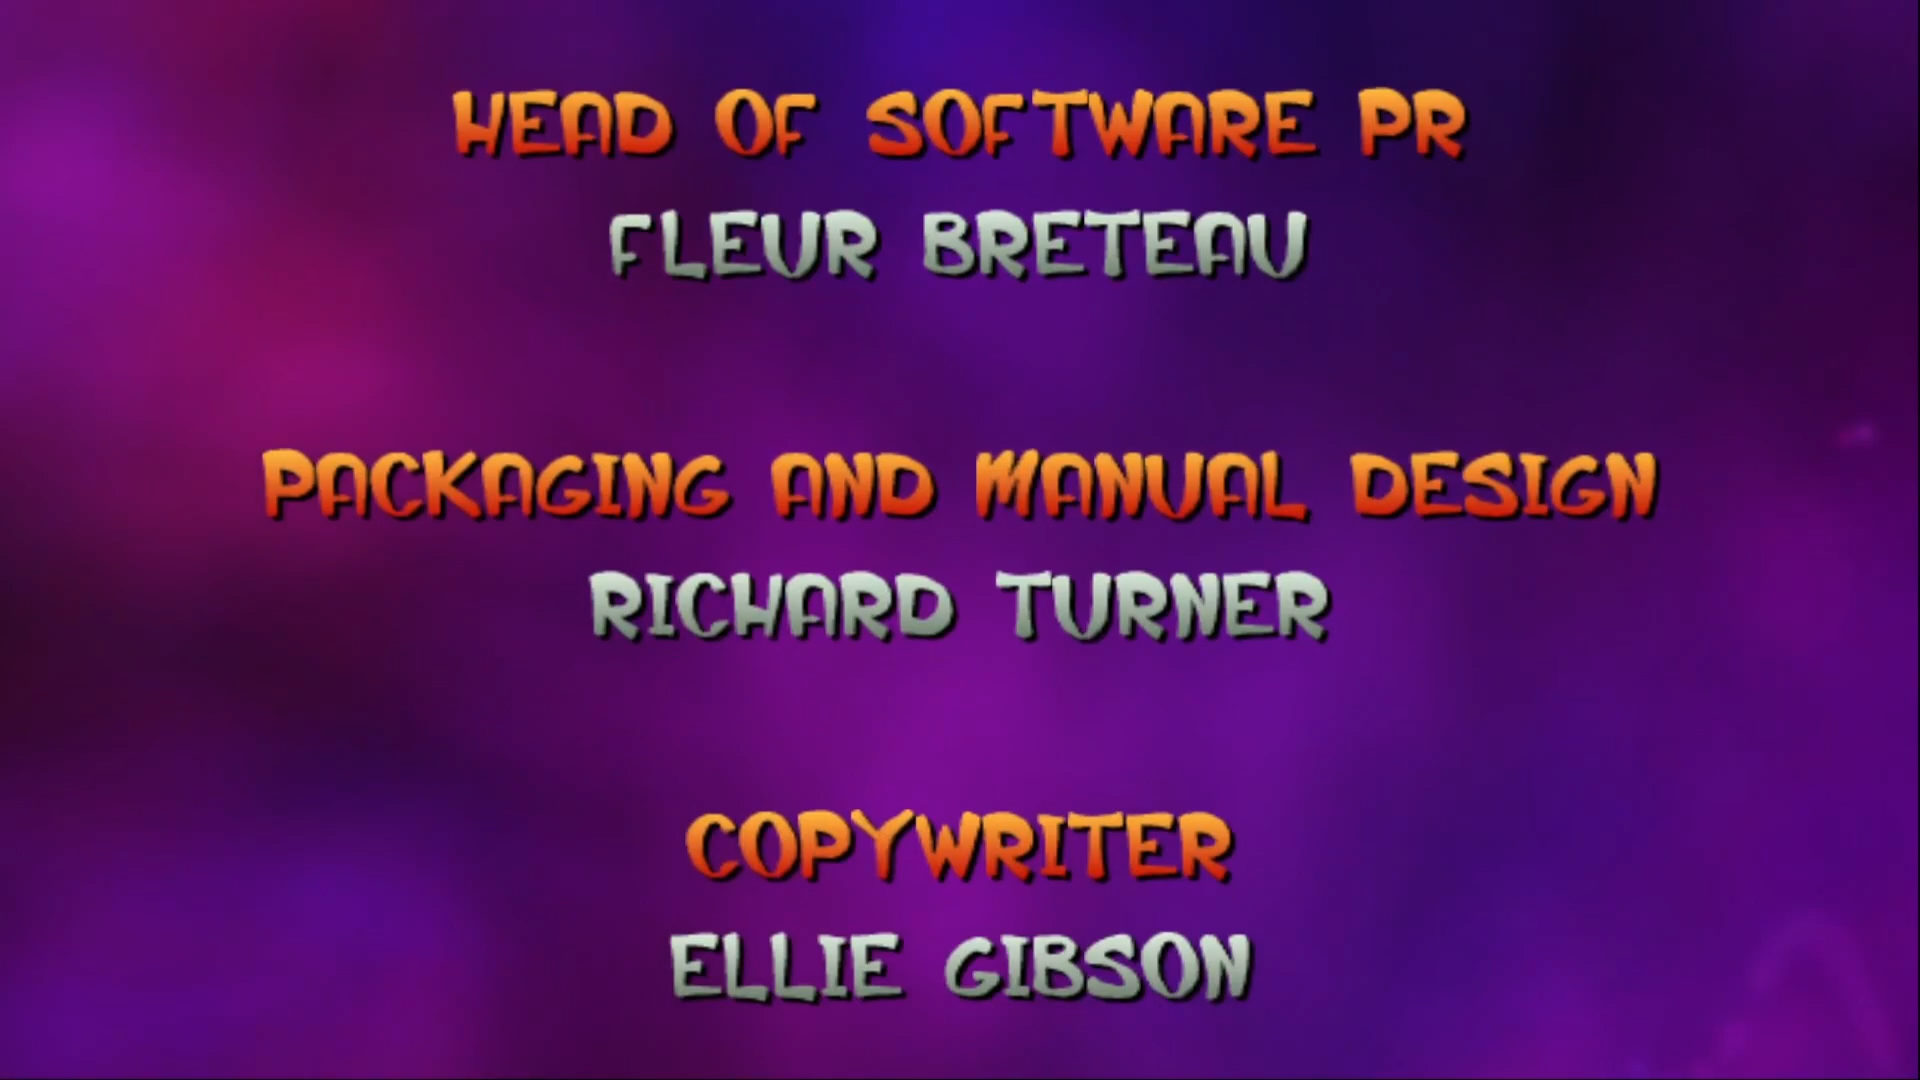 HEAD OF SOFTWARE PR
FLEUR BRETEAU
PACKAGING AND MANUAL DESIGN
RICHARD TURNER
COPYWRITER
ELLIE GIBSON